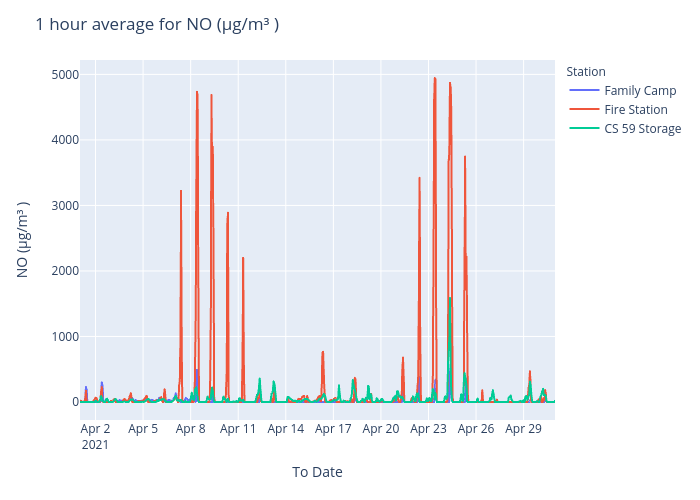 1 hour average for NO (µg/m³ )
Station
Family Camp
Fire Station
CS 59 Storage
NO (µg/m³ )
5000
4000
3000
2000
1000
0
Apr 2
2021
Apr 5
Apr 8
Apr 11
Apr 14
Apr 17
Apr 20
Apr 23
Apr 26
Apr 29
To Date